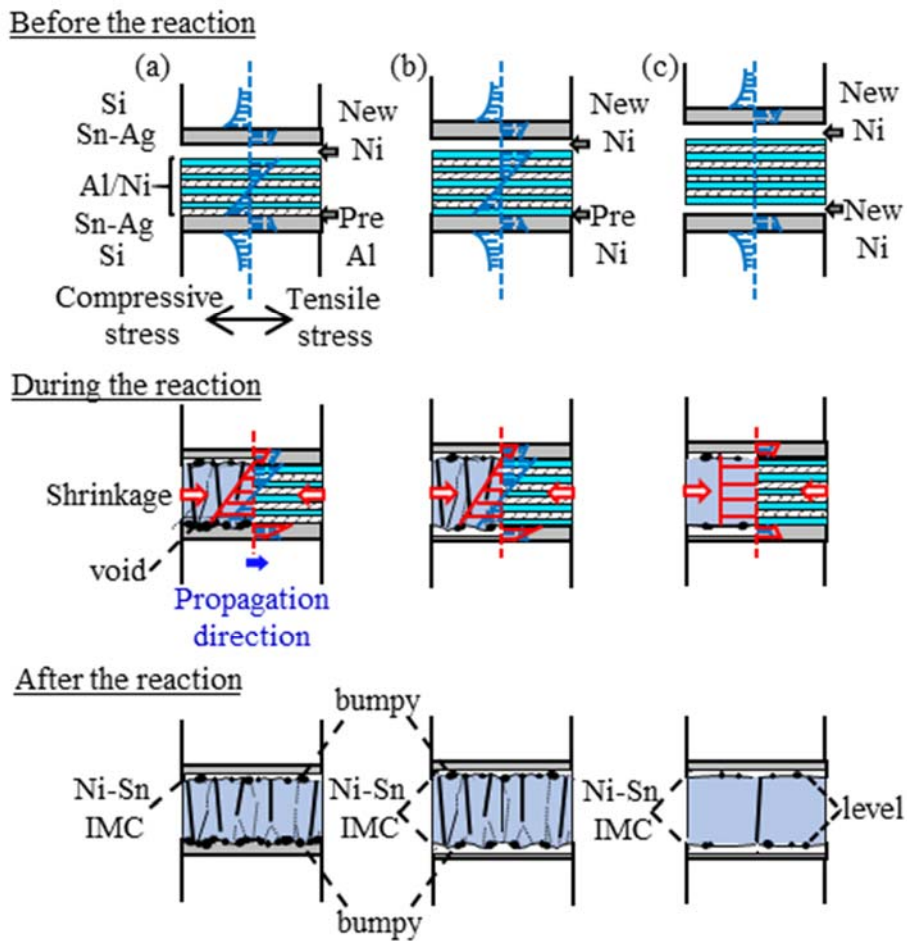 Before the reaction
(a) (b) (c)
Si
Sn-Ag
Al/Ni
Sn-Ag
Si
New
Ni
Pre
Al
New
Ni
Pre
Ni
New
Ni
New
Ni
Compressive
stress
Tensile
stress
During the reaction
Shrinkage
void
Propagation
direction
After the reaction
bumpy
Ni-Sn
IMC
Ni-Sn
IMC
Ni-Sn
IMC
level
bumpy